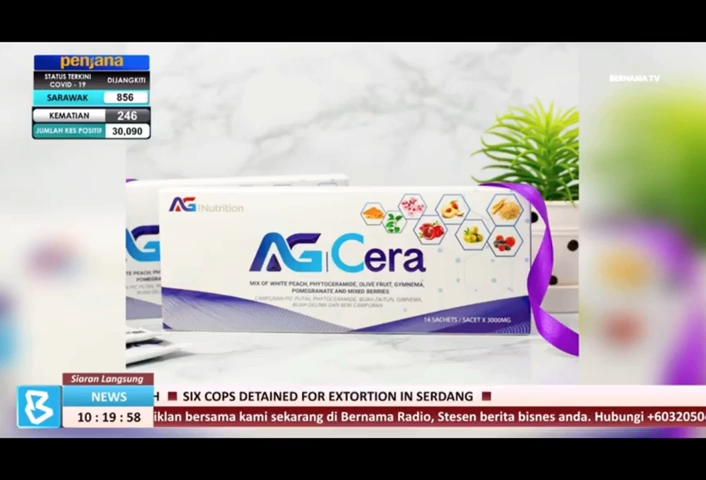 penjana
STATUS TERKINI
COVID - 19
DIJANGKITI
SARAWAK 856
KEMATIAN 246
JUMLAH KES POSITIF 30,090
BERNAMA TV
AG Nutrition
AG
AG|Cera
MIX OF WHITE PEACH, PHYTOCERAMIDE, OLIVE FRUIT, GYMNEMA,
POMEGRANATE AND MIXED BERRIES
CAMPURAN PIC PUTIH, PHYTOCERAMIDE, BUAH ZAITUN, GIMNEMA,
BUAH DELIMA DAN BERI CAMPURAN
14 SACHETS / SACET X 3000MG
Siaran Langsung
NEWS
H ■ SIX COPS DETAINED FOR EXTORTION IN SERDANG ■
10 : 19 : 58
iklan bersama kami sekarang di Bernama Radio, Stesen berita bisnes anda. Hubungi +60320504